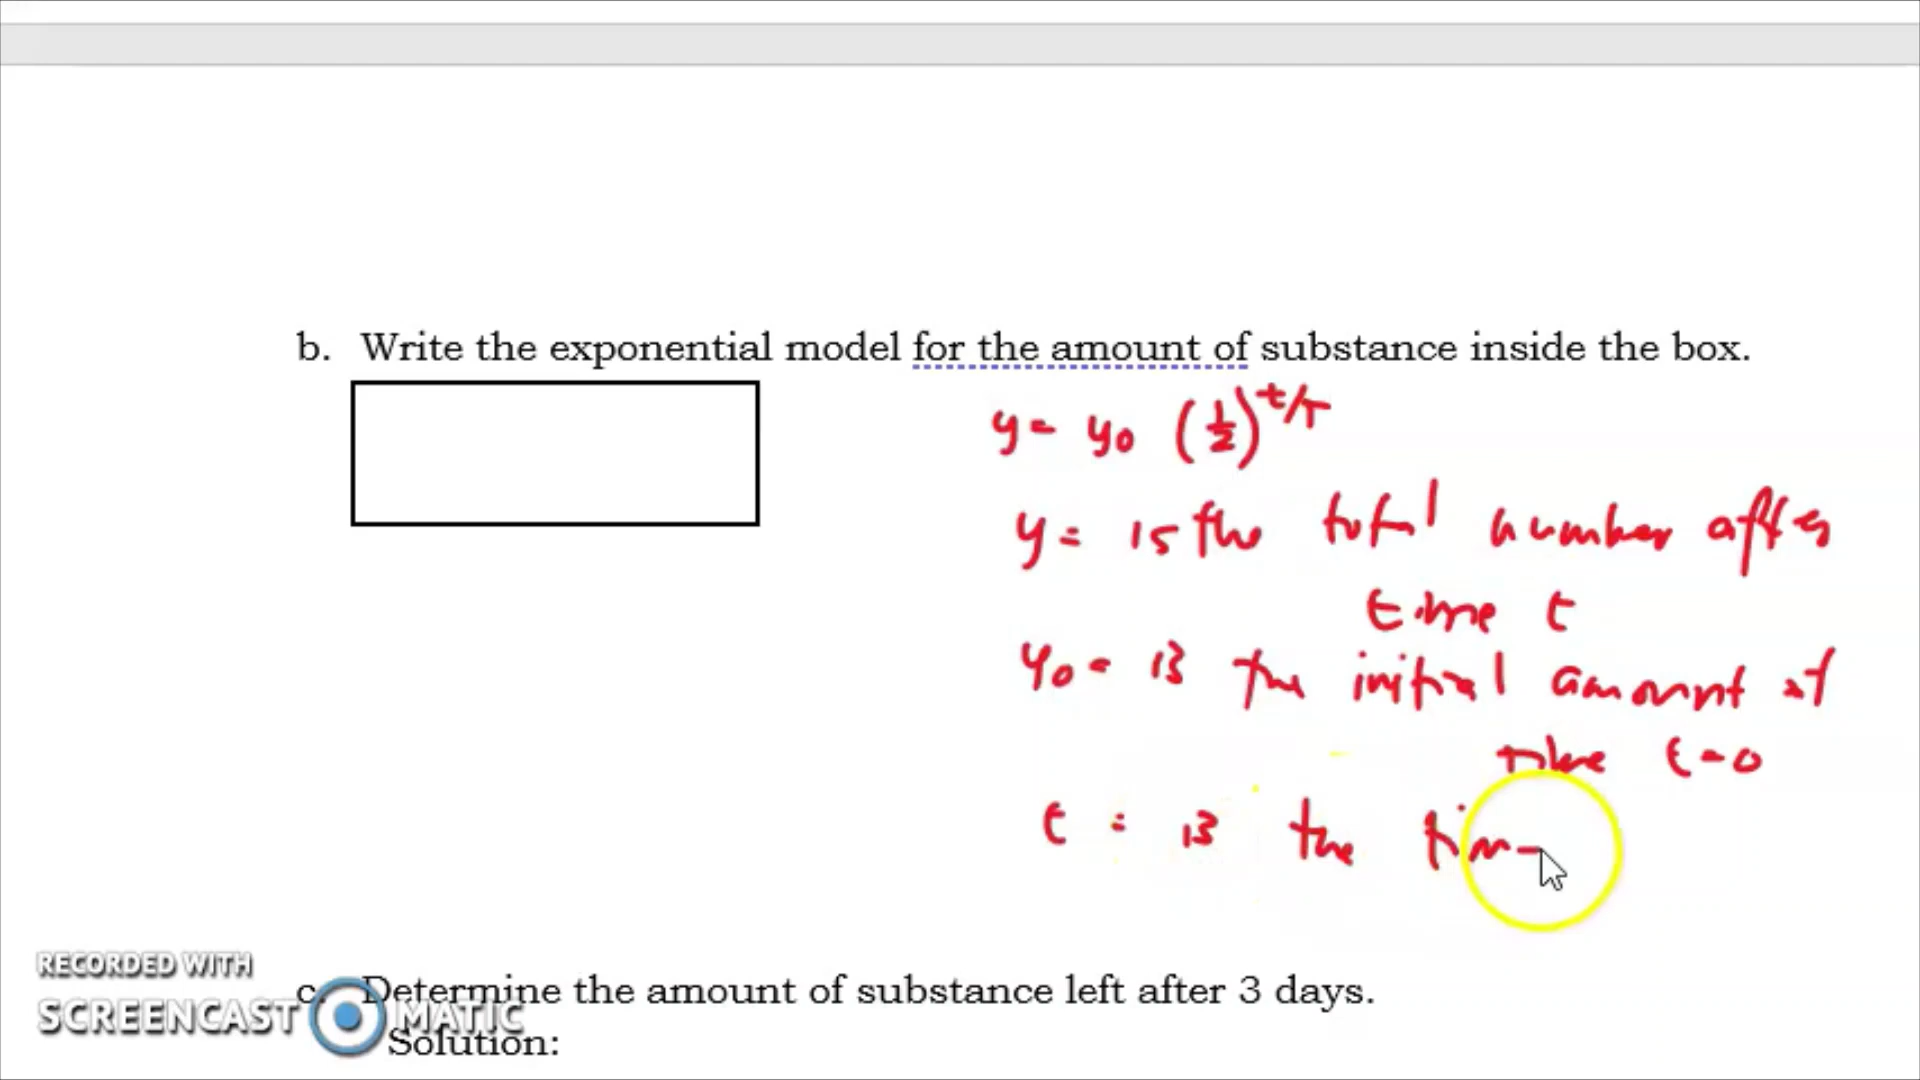 b. Write the exponential model for the amount of substance inside the box.
y = y0 (1/2)^t/T
y = is the total number after
time t
y0 = is the initial amount at
time t = 0
t = is the time
c. Determine the amount of substance left after 3 days.
Solution:
RECORDED WITH
SCREENCAST MATIC